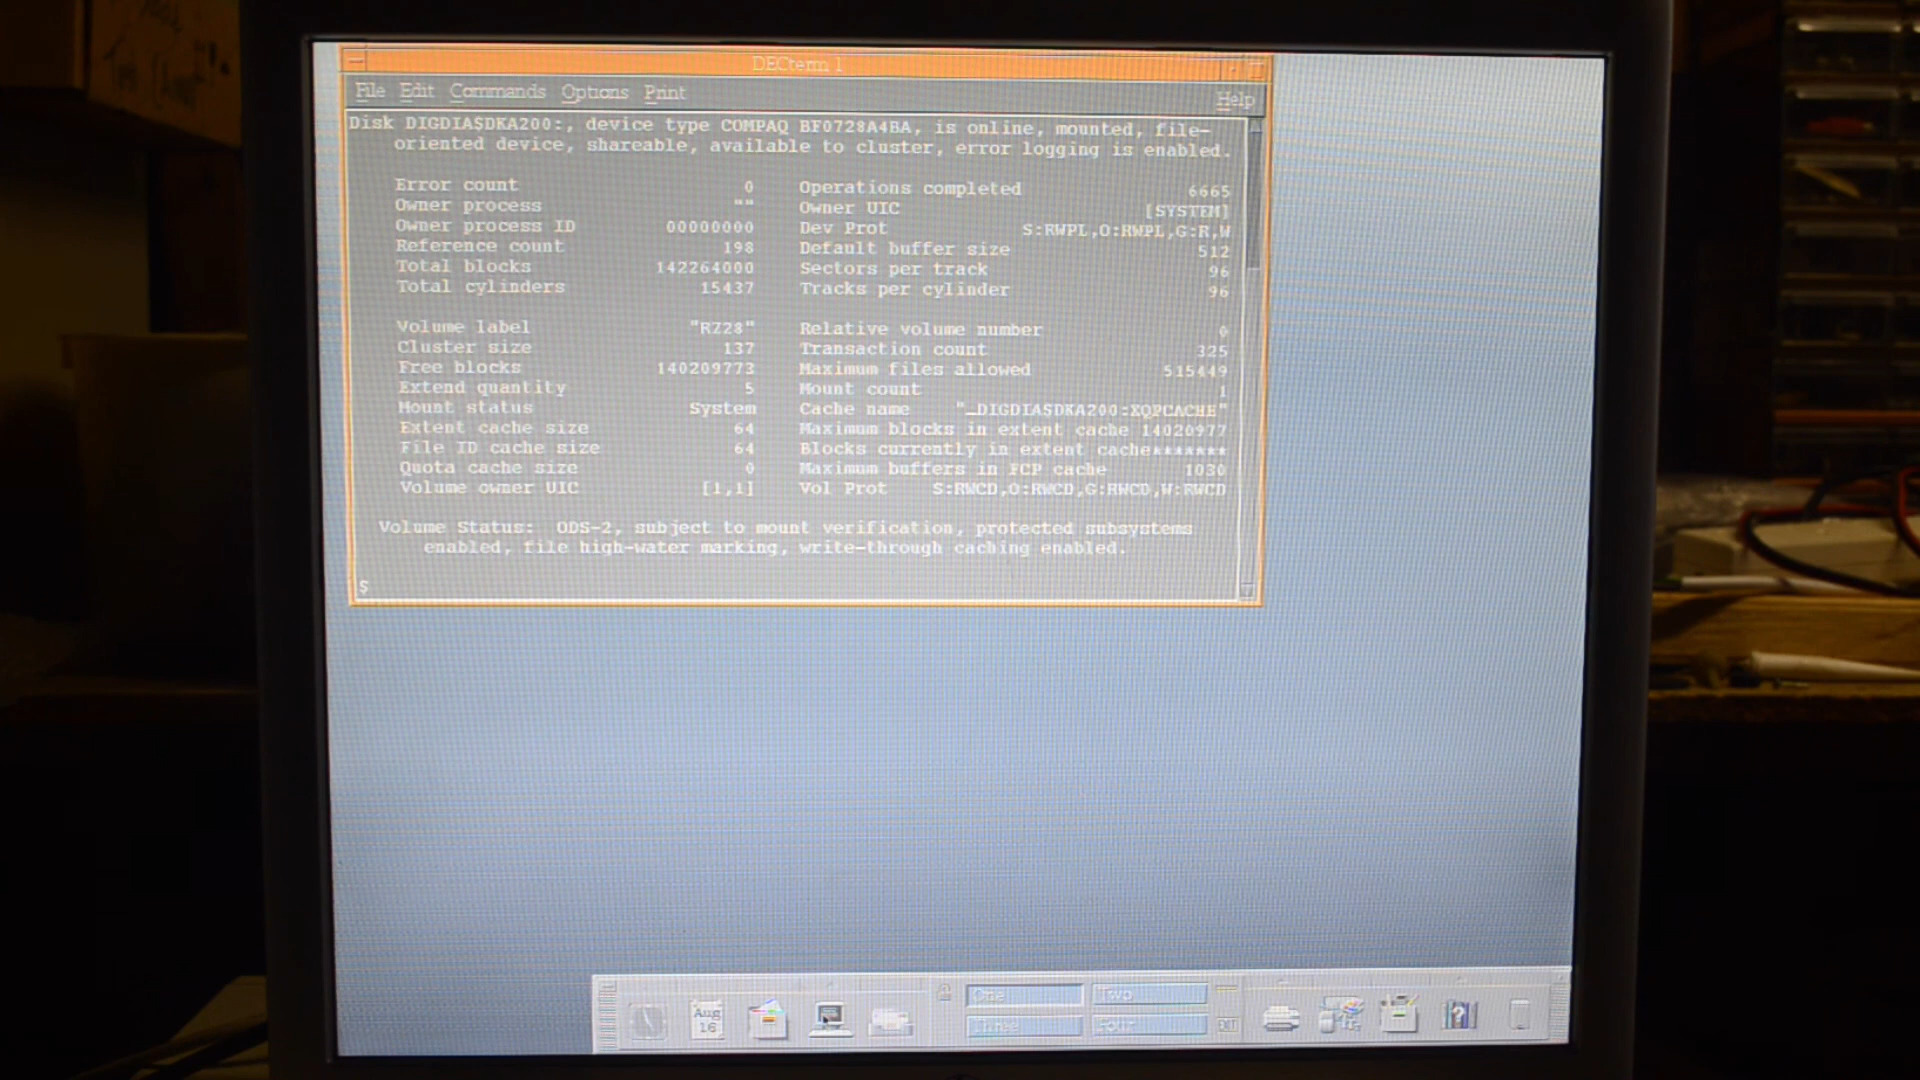 DECterm 1
File Edit Commands Options Print Help
Disk DIGDIA$DKA200:, device type COMPAQ BF0728A4BA, is online, mounted, file-
oriented device, shareable, available to cluster, error logging is enabled.
Error count 0 Operations completed 6665
Owner process "" Owner UIC [SYSTEM]
Owner process ID 00000000 Dev Prot S:RWPL,O:RWPL,G:R,W
Reference count 198 Default buffer size 512
Total blocks 142264000 Sectors per track 96
Total cylinders 15437 Tracks per cylinder 96
Volume label "RZ28" Relative volume number 0
Cluster size 137 Transaction count 325
Free blocks 140209773 Maximum files allowed 515449
Extend quantity 5 Mount count 1
Mount status System Cache name "_DIGDIA$DKA200:XQPCACHE"
Extent cache size 64 Maximum blocks in extent cache 14020977
File ID cache size 64 Blocks currently in extent cache*******
Quota cache size 0 Maximum buffers in FCP cache 1030
Volume owner UIC [1,1] Vol Prot S:RWCD,O:RWCD,G:RWCD,W:RWCD
Volume Status: ODS-2, subject to mount verification, protected subsystems
enabled, file high-water marking, write-through caching enabled.
$
One Two
Aug
16
Three Four
EXIT